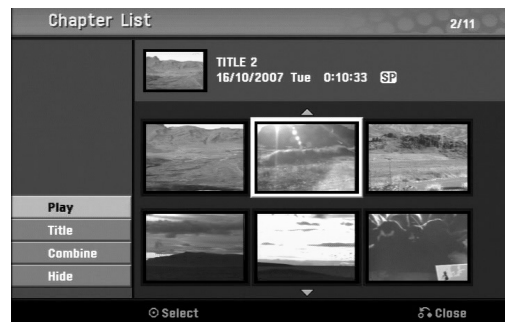 Chapter List
2/11
TITLE 2
16/10/2007 Tue 0:10:33 SP
Play
Title
Combine
Hide
Select
Close